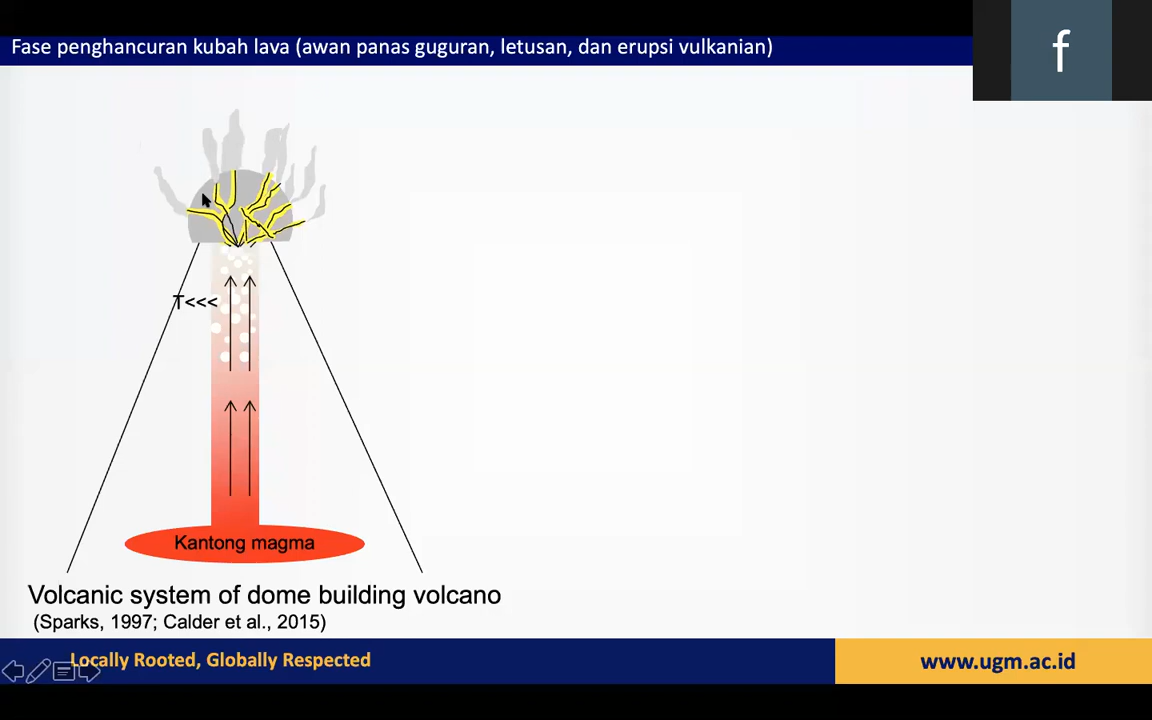 Fase penghancuran kubah lava (awan panas guguran, letusan, dan erupsi vulkanian)
f
T<<<
Kantong magma
Volcanic system of dome building volcano
(Sparks, 1997; Calder et al., 2015)
Locally Rooted, Globally Respected
www.ugm.ac.id